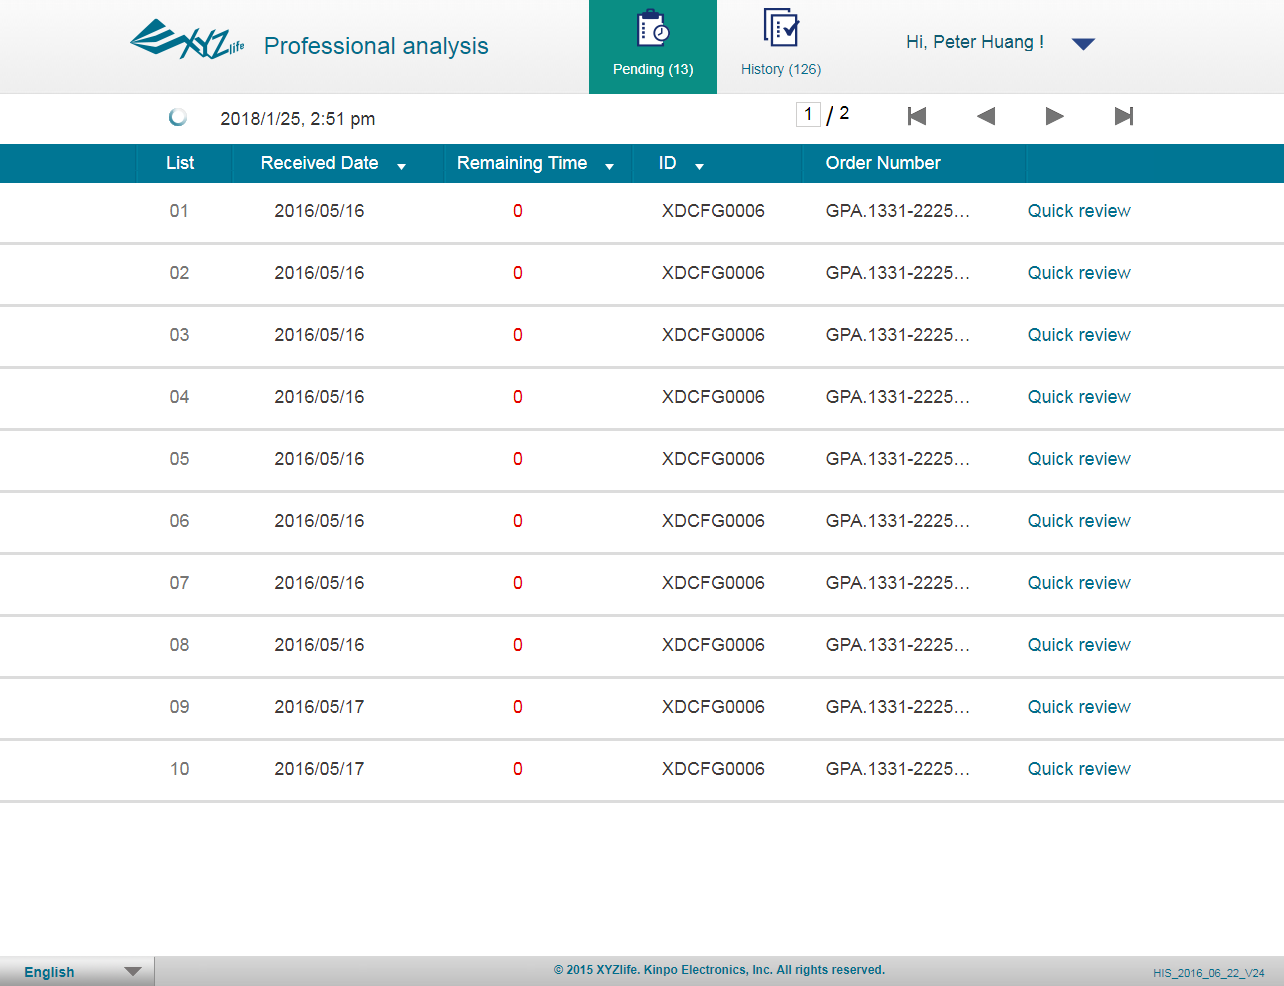 XYZlife Professional analysis
Pending (13)
History (126)
Hi, Peter Huang !
2018/1/25, 2:51 pm
1 / 2
List Received Date Remaining Time ID Order Number
01 2016/05/16 0 XDCFG0006 GPA.1331-2225... Quick review
02 2016/05/16 0 XDCFG0006 GPA.1331-2225... Quick review
03 2016/05/16 0 XDCFG0006 GPA.1331-2225... Quick review
04 2016/05/16 0 XDCFG0006 GPA.1331-2225... Quick review
05 2016/05/16 0 XDCFG0006 GPA.1331-2225... Quick review
06 2016/05/16 0 XDCFG0006 GPA.1331-2225... Quick review
07 2016/05/16 0 XDCFG0006 GPA.1331-2225... Quick review
08 2016/05/16 0 XDCFG0006 GPA.1331-2225... Quick review
09 2016/05/17 0 XDCFG0006 GPA.1331-2225... Quick review
10 2016/05/17 0 XDCFG0006 GPA.1331-2225... Quick review
English
© 2015 XYZlife. Kinpo Electronics, Inc. All rights reserved.
HIS_2016_06_22_V24